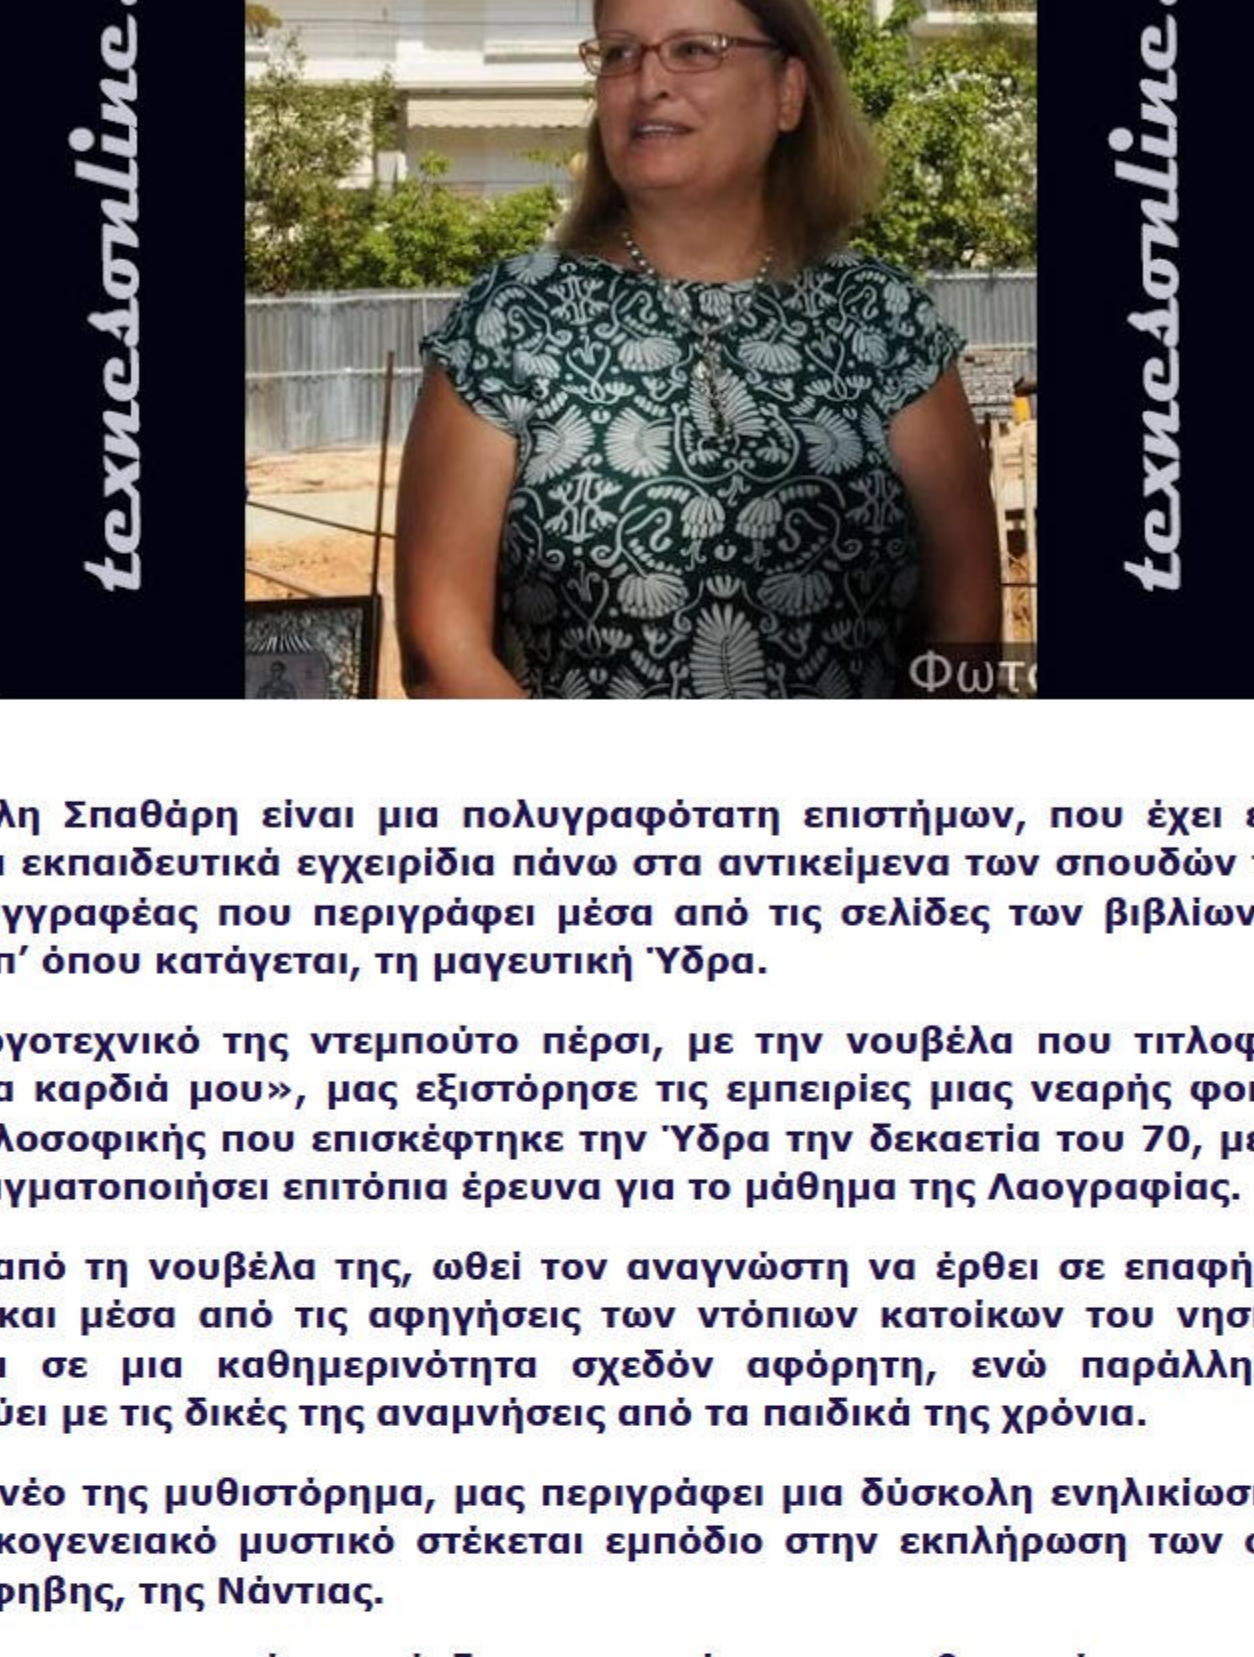 texnesonline.
texnesonline.
Φωτο
λη Σπαθάρη είναι μια πολυγραφότατη επιστήμων, που έχει
εκπαιδευτικά εγχειρίδια πάνω στα αντικείμενα των σπουδών
γγραφέας που περιγράφει μέσα από τις σελίδες των βιβλίων
π’ όπου κατάγεται, τη μαγευτική Ύδρα.
γοτεχνικό της ντεμπούτο πέρσι, με την νουβέλα που τιτλοφ
α καρδιά μου», μας εξιστόρησε τις εμπειρίες μιας νεαρής φοι
λοσοφικής που επισκέφτηκε την Ύδρα την δεκαετία του 70, με
γματοποιήσει επιτόπια έρευνα για το μάθημα της Λαογραφίας.
από τη νουβέλα της, ωθεί τον αναγνώστη να έρθει σε επαφή
και μέσα από τις αφηγήσεις των ντόπιων κατοίκων του νησι
ι σε μια καθημερινότητα σχεδόν αφόρητη, ενώ παράλλη
ύει με τις δικές της αναμνήσεις από τα παιδικά της χρόνια.
νέο της μυθιστόρημα, μας περιγράφει μια δύσκολη ενηλικίωσ
κογενειακό μυστικό στέκεται εμπόδιο στην εκπλήρωση των
φηβης, της Νάντιας.